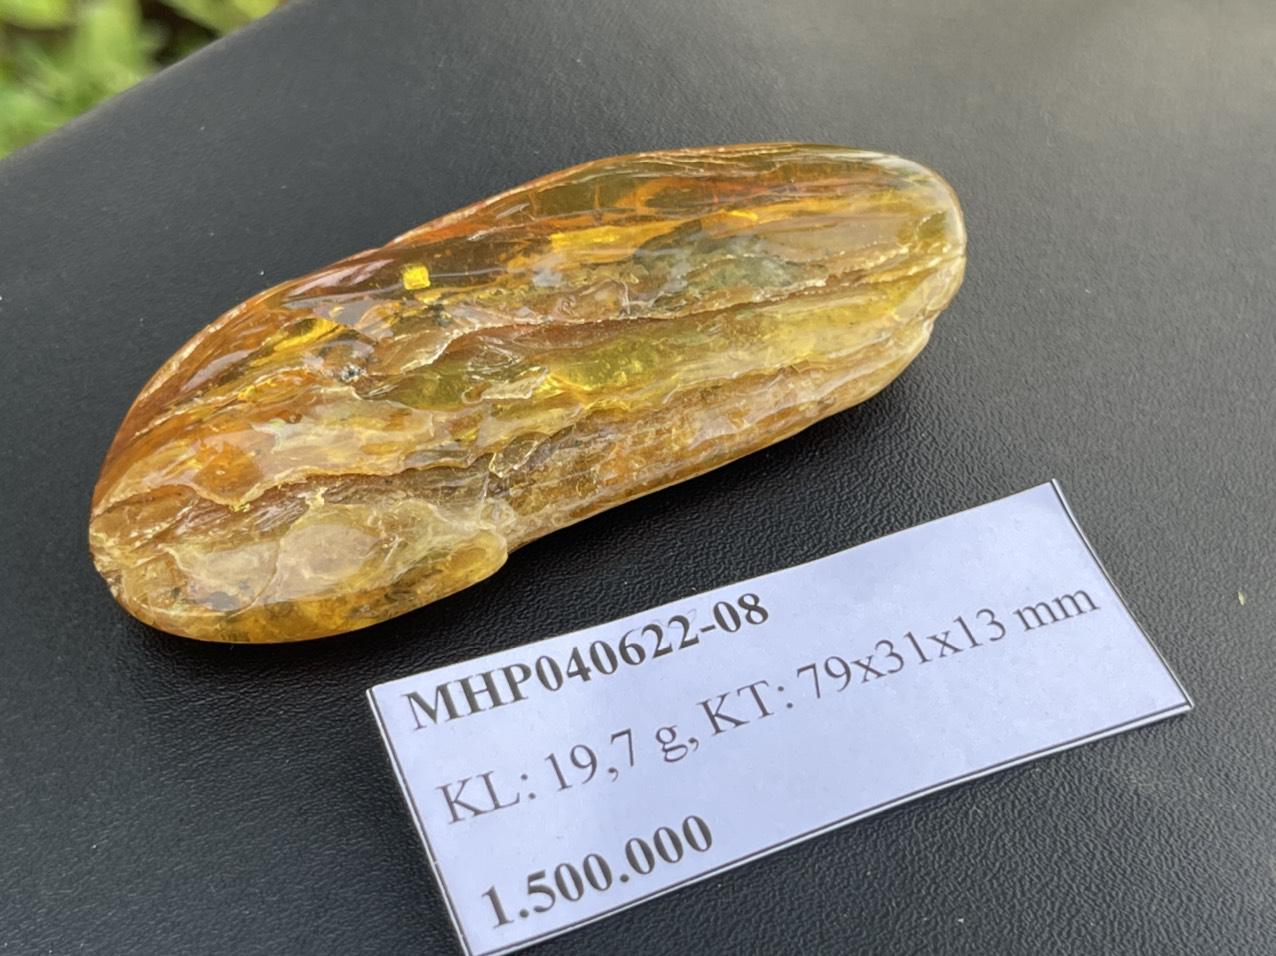 MHP040622-08
KL: 19,7 g, KT: 79x31x13 mm
1.500.000